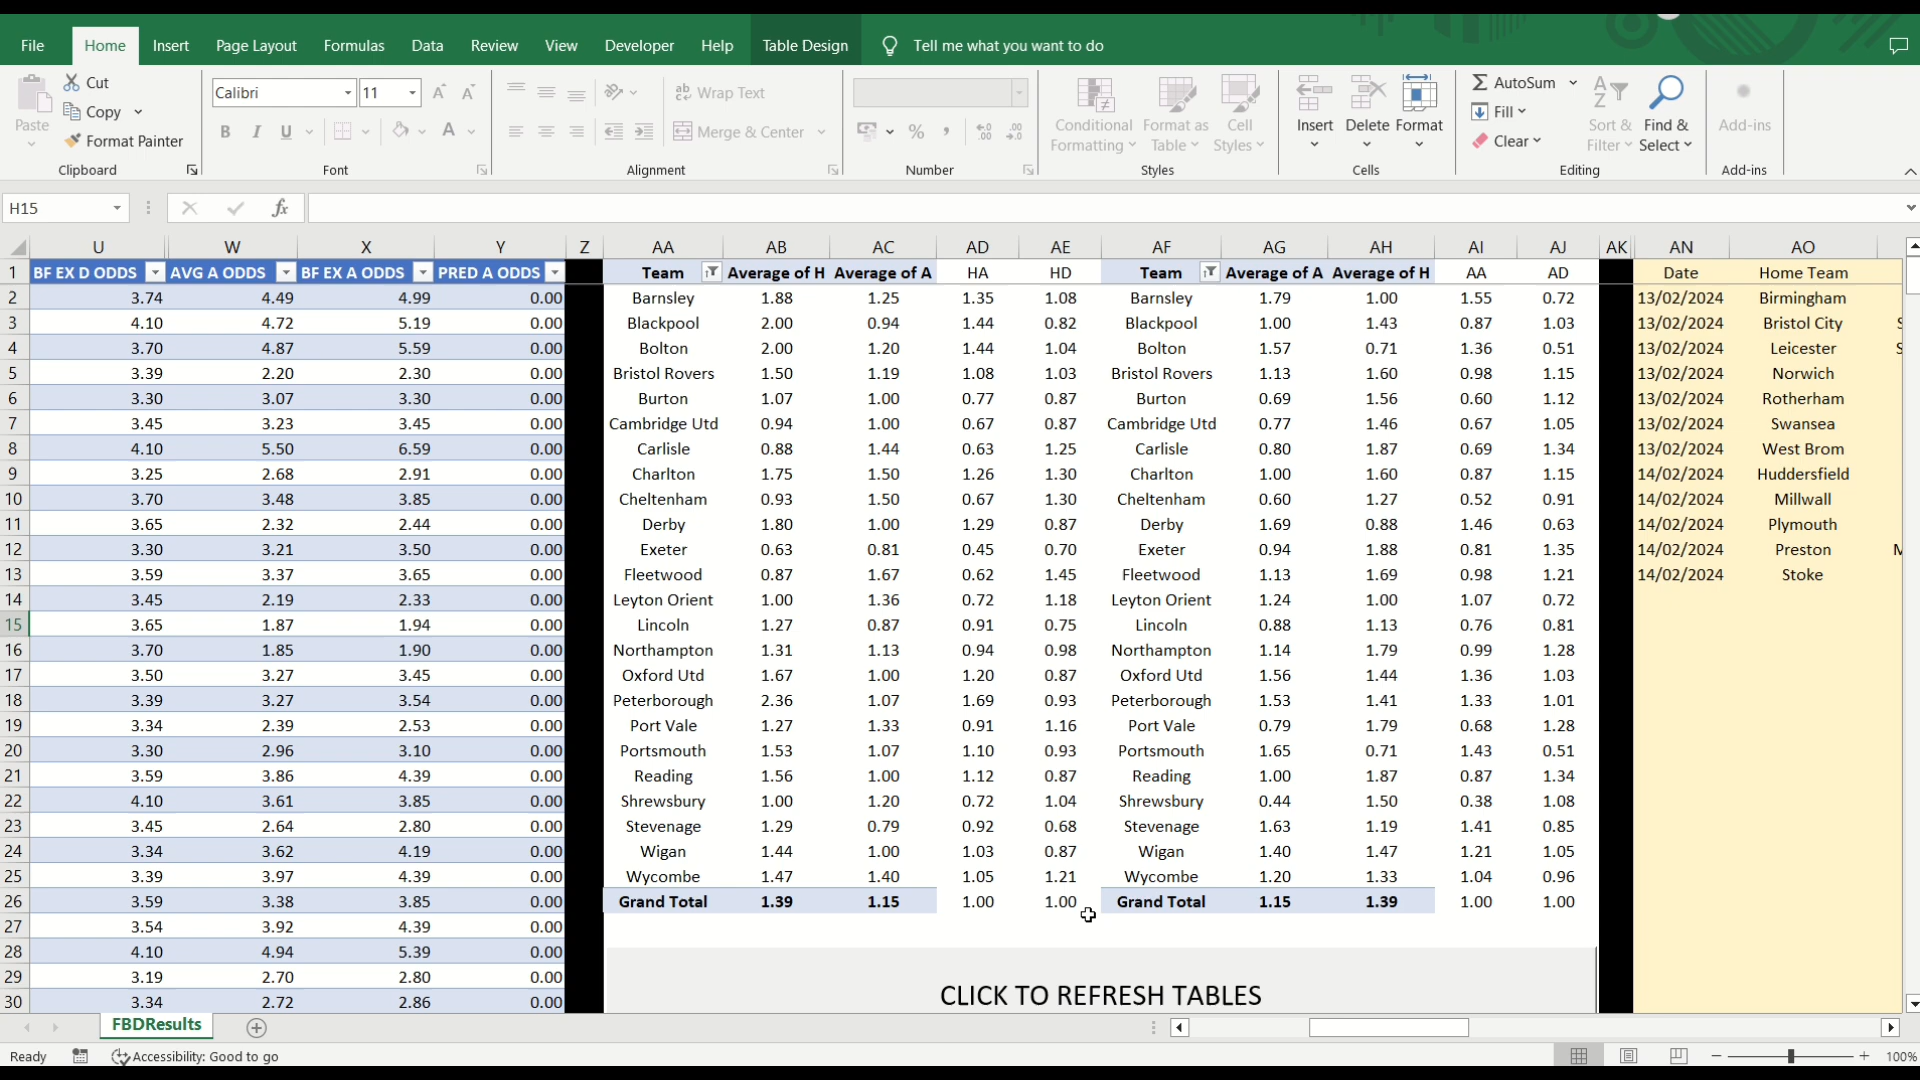 File Home Insert Page Layout Formulas Data Review View Developer Help Table Design Tell me what you want to do
Paste Cut Copy Format Painter Clipboard
Calibri 11 B I U A Font
ab Wrap Text Merge & Center Alignment
% Number
Conditional Formatting Format as Table Cell Styles Styles
Insert Delete Format Cells
AutoSum Fill Clear Sort & Filter Find & Select Editing
Add-ins Add-ins
H15 fx
U W X Y Z AA AB AC AD AE AF AG AH AI AJ AK AN AO
1 BF EX D ODDS AVG A ODDS BF EX A ODDS PRED A ODDS Team Average of H Average of A HA HD Team Average of A Average of H AA AD Date Home Team
2 3.74 4.49 4.99 0.00 Barnsley 1.88 1.25 1.35 1.08 Barnsley 1.79 1.00 1.55 0.72 13/02/2024 Birmingham
3 4.10 4.72 5.19 0.00 Blackpool 2.00 0.94 1.44 0.82 Blackpool 1.00 1.43 0.87 1.03 13/02/2024 Bristol City
4 3.70 4.87 5.59 0.00 Bolton 2.00 1.20 1.44 1.04 Bolton 1.57 0.71 1.36 0.51 13/02/2024 Leicester
5 3.39 2.20 2.30 0.00 Bristol Rovers 1.50 1.19 1.08 1.03 Bristol Rovers 1.13 1.60 0.98 1.15 13/02/2024 Norwich
6 3.30 3.07 3.30 0.00 Burton 1.07 1.00 0.77 0.87 Burton 0.69 1.56 0.60 1.12 13/02/2024 Rotherham
7 3.45 3.23 3.45 0.00 Cambridge Utd 0.94 1.00 0.67 0.87 Cambridge Utd 0.77 1.46 0.67 1.05 13/02/2024 Swansea
8 4.10 5.50 6.59 0.00 Carlisle 0.88 1.44 0.63 1.25 Carlisle 0.80 1.87 0.69 1.34 13/02/2024 West Brom
9 3.25 2.68 2.91 0.00 Charlton 1.75 1.50 1.26 1.30 Charlton 1.00 1.60 0.87 1.15 14/02/2024 Huddersfield
10 3.70 3.48 3.85 0.00 Cheltenham 0.93 1.50 0.67 1.30 Cheltenham 0.60 1.27 0.52 0.91 14/02/2024 Millwall
11 3.65 2.32 2.44 0.00 Derby 1.80 1.00 1.29 0.87 Derby 1.69 0.88 1.46 0.63 14/02/2024 Plymouth
12 3.30 3.21 3.50 0.00 Exeter 0.63 0.81 0.45 0.70 Exeter 0.94 1.88 0.81 1.35 14/02/2024 Preston
13 3.59 3.37 3.65 0.00 Fleetwood 0.87 1.67 0.62 1.45 Fleetwood 1.13 1.69 0.98 1.21 14/02/2024 Stoke
14 3.45 2.19 2.33 0.00 Leyton Orient 1.00 1.36 0.72 1.18 Leyton Orient 1.24 1.00 1.07 0.72
15 3.65 1.87 1.94 0.00 Lincoln 1.27 0.87 0.91 0.75 Lincoln 0.88 1.13 0.76 0.81
16 3.70 1.85 1.90 0.00 Northampton 1.31 1.13 0.94 0.98 Northampton 1.14 1.79 0.99 1.28
17 3.50 3.27 3.45 0.00 Oxford Utd 1.67 1.00 1.20 0.87 Oxford Utd 1.56 1.44 1.36 1.03
18 3.39 3.27 3.54 0.00 Peterborough 2.36 1.07 1.69 0.93 Peterborough 1.53 1.41 1.33 1.01
19 3.34 2.39 2.53 0.00 Port Vale 1.27 1.33 0.91 1.16 Port Vale 0.79 1.79 0.68 1.28
20 3.30 2.96 3.10 0.00 Portsmouth 1.53 1.07 1.10 0.93 Portsmouth 1.65 0.71 1.43 0.51
21 3.59 3.86 4.39 0.00 Reading 1.56 1.00 1.12 0.87 Reading 1.00 1.87 0.87 1.34
22 4.10 3.61 3.85 0.00 Shrewsbury 1.00 1.20 0.72 1.04 Shrewsbury 0.44 1.50 0.38 1.08
23 3.45 2.64 2.80 0.00 Stevenage 1.29 0.79 0.92 0.68 Stevenage 1.63 1.19 1.41 0.85
24 3.34 3.62 4.19 0.00 Wigan 1.44 1.00 1.03 0.87 Wigan 1.40 1.47 1.21 1.05
25 3.39 3.97 4.39 0.00 Wycombe 1.47 1.40 1.05 1.21 Wycombe 1.20 1.33 1.04 0.96
26 3.59 3.38 3.85 0.00 Grand Total 1.39 1.15 1.00 1.00 Grand Total 1.15 1.39 1.00 1.00
27 3.54 3.92 4.39 0.00
28 4.10 4.94 5.39 0.00
29 3.19 2.70 2.80 0.00
30 3.34 2.72 2.86 0.00
CLICK TO REFRESH TABLES
FBDResults
Ready Accessibility: Good to go 100%